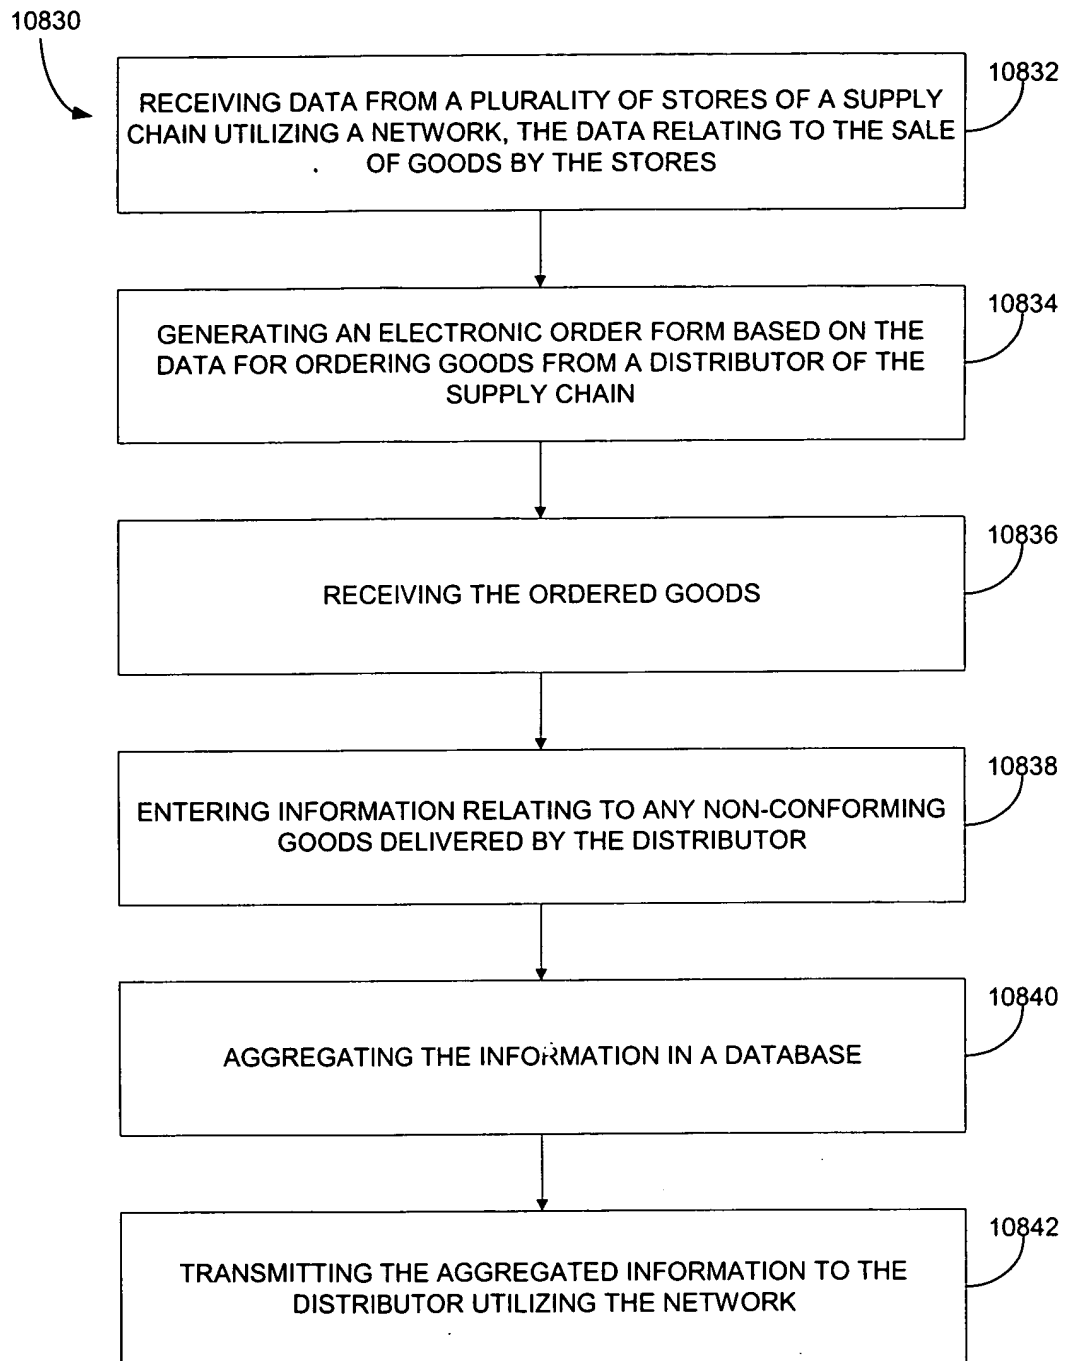 10830
10832
RECEIVING DATA FROM A PLURALITY OF STORES OF A SUPPLY
CHAIN UTILIZING A NETWORK, THE DATA RELATING TO THE SALE
OF GOODS BY THE STORES
10834
GENERATING AN ELECTRONIC ORDER FORM BASED ON THE
DATA FOR ORDERING GOODS FROM A DISTRIBUTOR OF THE
SUPPLY CHAIN
10836
RECEIVING THE ORDERED GOODS
10838
ENTERING INFORMATION RELATING TO ANY NON-CONFORMING
GOODS DELIVERED BY THE DISTRIBUTOR
10840
AGGREGATING THE INFORMATION IN A DATABASE
10842
TRANSMITTING THE AGGREGATED INFORMATION TO THE
DISTRIBUTOR UTILIZING THE NETWORK